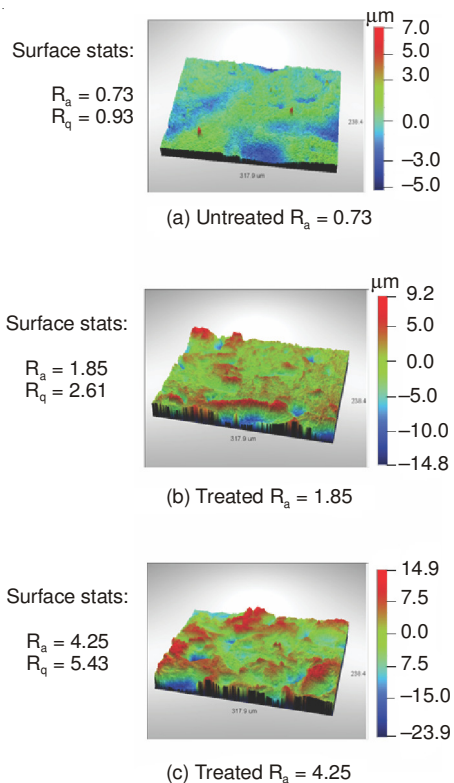 μm
Surface stats:
Rₐ = 0.73
R_q = 0.93
7.0
5.0
3.0
0.0
−3.0
−5.0
239.4
317.9 um
(a) Untreated Rₐ = 0.73
μm
Surface stats:
Rₐ = 1.85
R_q = 2.61
9.2
5.0
0.0
−5.0
−10.0
−14.8
238.4
317.9 um
(b) Treated Rₐ = 1.85
Surface stats:
Rₐ = 4.25
R_q = 5.43
14.9
7.5
0.0
7.5
−15.0
−23.9
317.9 um
(c) Treated Rₐ = 4.25